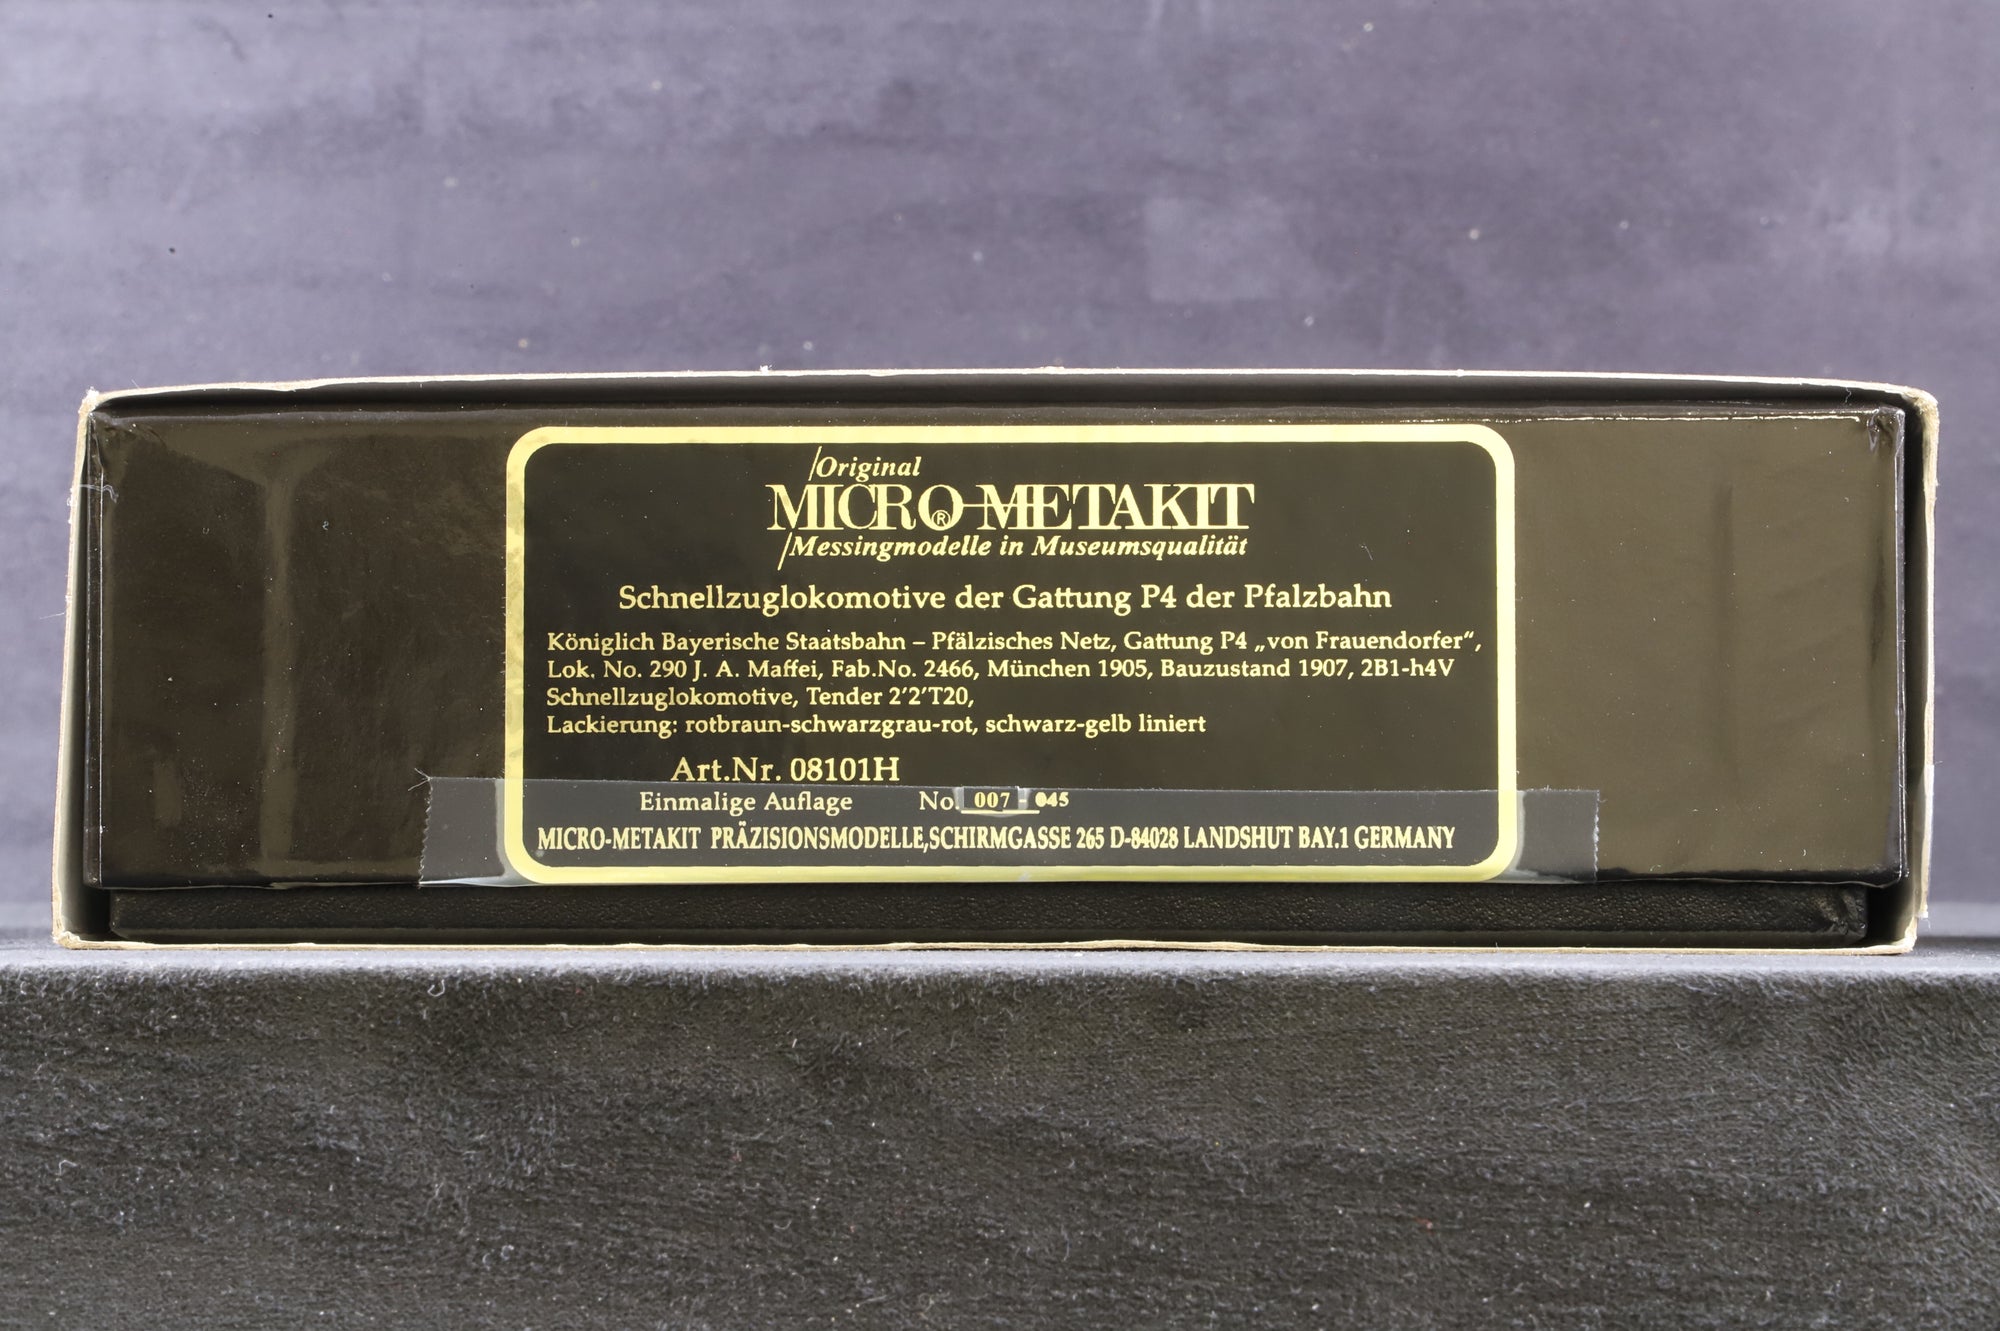 Original
MICRO-METAKIT
®
Messingmodelle in Museumsqualität
Schnellzuglokomotive der Gattung P4 der Pfalzbahn
Königlich Bayerische Staatsbahn – Pfälzisches Netz, Gattung P4 „von Frauendorfer“,
Lok. No. 290 J. A. Maffei, Fab.No. 2466, München 1905, Bauzustand 1907, 2B1-h4V
Schnellzuglokomotive, Tender 2'2'T20,
Lackierung: rotbraun-schwarzgrau-rot, schwarz-gelb liniert
Art.Nr. 08101H
Einmalige Auflage No. 007 - 045
MICRO-METAKIT PRÄZISIONSMODELLE,SCHIRMGASSE 265 D-84028 LANDSHUT BAY.1 GERMANY